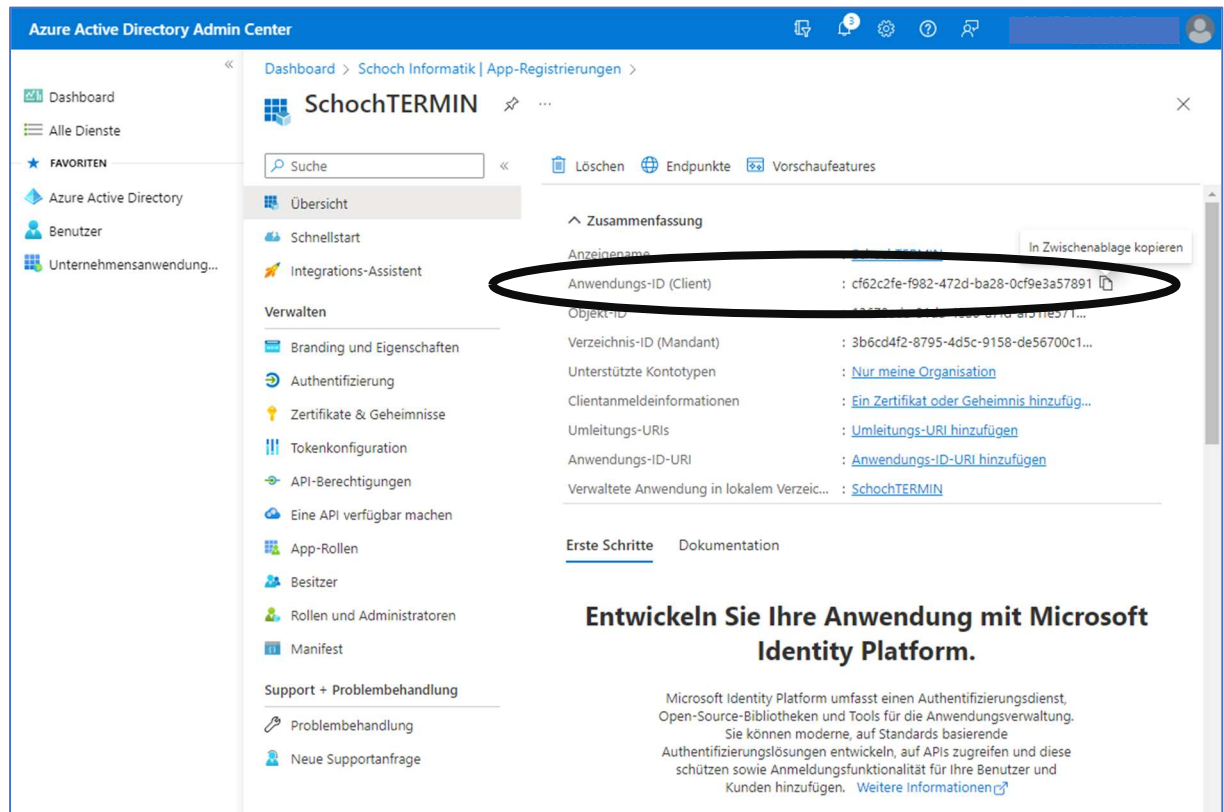 Azure Active Directory Admin Center
3
«
Dashboard > Schoch Informatik | App-Registrierungen >
Dashboard
Alle Dienste
FAVORITEN
Azure Active Directory
Benutzer
Unternehmensanwendung...
SchochTERMIN
...
Suche
«
Löschen
Endpunkte
Vorschaufeatures
Übersicht
Schnellstart
Integrations-Assistent
Verwalten
Branding und Eigenschaften
Authentifizierung
Zertifikate & Geheimnisse
Tokenkonfiguration
API-Berechtigungen
Eine API verfügbar machen
App-Rollen
Besitzer
Rollen und Administratoren
Manifest
Support + Problembehandlung
Problembehandlung
Neue Supportanfrage
Zusammenfassung
In Zwischenablage kopieren
Anzeigename : SchochTERMIN
Anwendungs-ID (Client) : cf62c2fe-f982-472d-ba28-0cf9e3a57891
Objekt-ID :
Verzeichnis-ID (Mandant) : 3b6cd4f2-8795-4d5c-9158-de56700c1...
Unterstützte Kontotypen : Nur meine Organisation
Clientanmeldeinformationen : Ein Zertifikat oder Geheimnis hinzufüg...
Umleitungs-URIs : Umleitungs-URI hinzufügen
Anwendungs-ID-URI : Anwendungs-ID-URI hinzufügen
Verwaltete Anwendung in lokalem Verzeic... : SchochTERMIN
Erste Schritte Dokumentation
Entwickeln Sie Ihre Anwendung mit Microsoft
Identity Platform.
Microsoft Identity Platform umfasst einen Authentifizierungsdienst,
Open-Source-Bibliotheken und Tools für die Anwendungsverwaltung.
Sie können moderne, auf Standards basierende
Authentifizierungslösungen entwickeln, auf APIs zugreifen und diese
schützen sowie Anmeldungsfunktionalität für Ihre Benutzer und
Kunden hinzufügen. Weitere Informationen